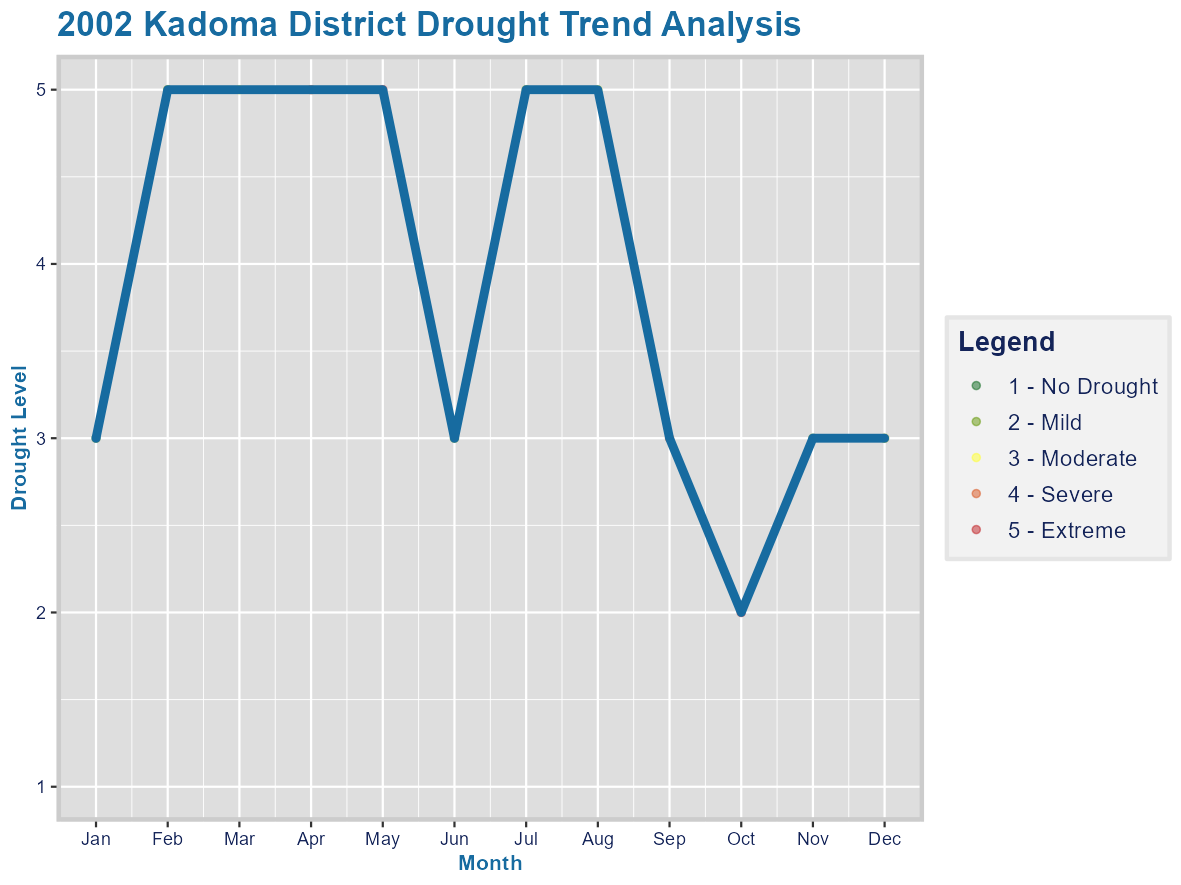 2002 Kadoma District Drought Trend Analysis
Drought Level
5
4
3
2
1
Jan Feb Mar Apr May Jun Jul Aug Sep Oct Nov Dec
Month
Legend
1 - No Drought
2 - Mild
3 - Moderate
4 - Severe
5 - Extreme